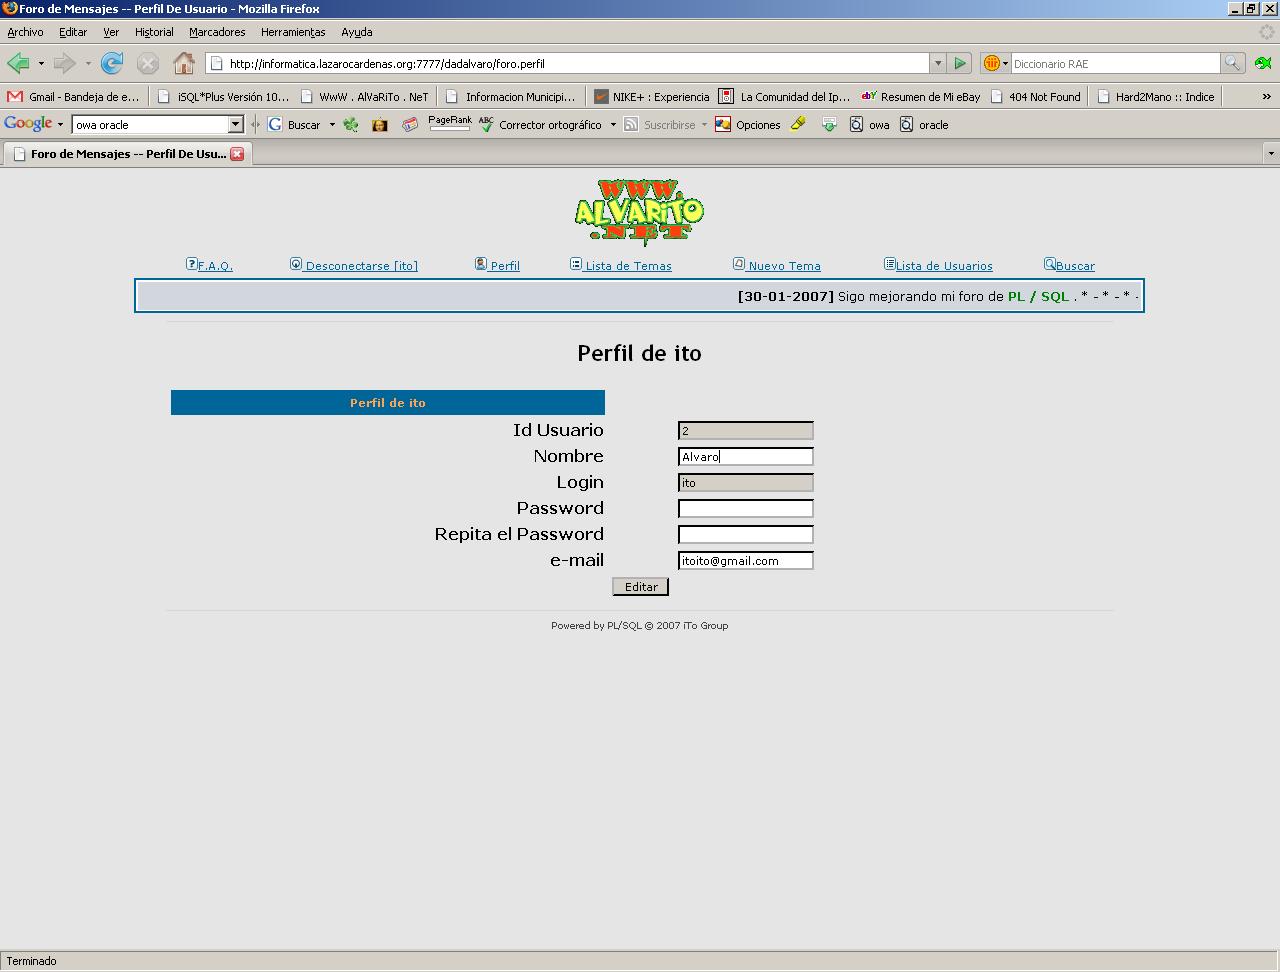 Foro de Mensajes -- Perfil De Usuario - Mozilla Firefox
Archivo Editar Ver Historial Marcadores Herramientas Ayuda
http://informatica.lazarocardenas.org:7777/dadalvaro/foro.perfil Diccionario RAE
Gmail - Bandeja de e... iSQL*Plus Versión 10... WwW . AlVaRiTo . NeT Informacion Municipi... NIKE+ : Experiencia La Comunidad del Ip... Resumen de Mi eBay 404 Not Found Hard2Mano :: Indice »
Google owa oracle Buscar PageRank Corrector ortográfico Suscribirse Opciones owa oracle
Foro de Mensajes -- Perfil De Usu...
WWW.
ALVARiTO
.NET
F.A.Q. Desconectarse [ito] Perfil Lista de Temas Nuevo Tema Lista de Usuarios Buscar
[30-01-2007] Sigo mejorando mi foro de PL / SQL . * - * - * -
Perfil de ito
Perfil de ito
Id Usuario 2
Nombre Alvaro
Login ito
Password
Repita el Password
e-mail itoito@gmail.com
Editar
Powered by PL/SQL © 2007 iTo Group
Terminado